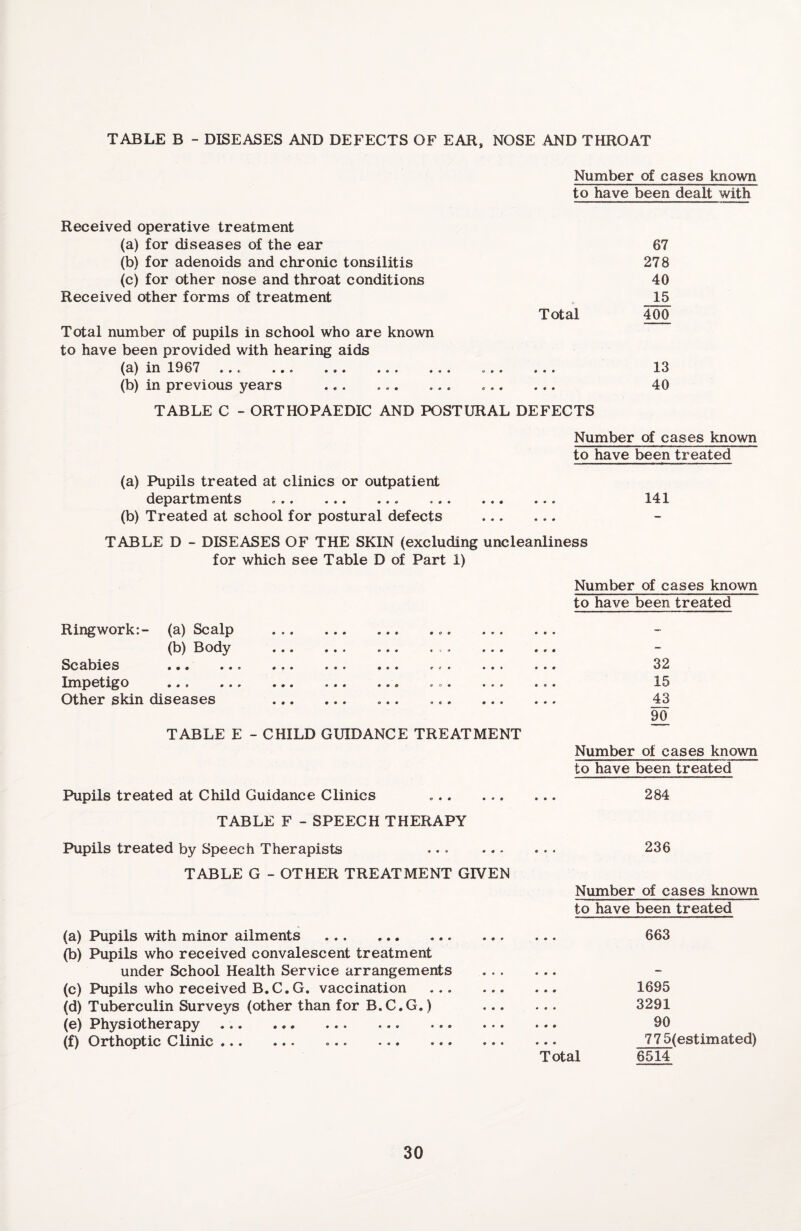 TABLE B - DISEASES AND DEFECTS OF EAR, NOSE AND THROAT
Number of cases known
to have been dealt with
Received operative treatment
(a) for diseases of the ear 67
(b) for adenoids and chronic tonsilitis 278
(c) for other nose and throat conditions 40
Received other forms of treatment 15
Total 400
Total number of pupils in school who are known
to have been provided with hearing aids
(a) in 1967 ... ... ... ... ... ... ... 13
(b) in previous years ... ... ... ... ... 40
TABLE C - ORTHOPAEDIC AND POSTURAL DEFECTS
Number of cases known
to have been treated
(a) Pupils treated at clinics or outpatient
departments ... ... ... ... ... ... 141
(b) Treated at school for postural defects ... ... -
TABLE D - DISEASES OF THE SKIN (excluding uncleanliness
for which see Table D of Part 1)
Number of cases known
to have been treated
Ringwork:- (a) Scalp ... ... ... ... ... ... -
(b) Body ... ... ... ... ... ... -
Scabies ... ... ... ... ... ... ... ... 32
Impetigo ... ... ... ... ... ... ... ... 15
Other skin diseases ... ... ... ... ... ... 43
90
TABLE E - CHILD GUIDANCE TREATMENT
Number of cases known
to have been treated
Pupils treated at Child Guidance Clinics ... ... ... 284
TABLE F - SPEECH THERAPY
Pupils treated by Speech Therapists ... ... ... 236
TABLE G - OTHER TREATMENT GIVEN
Number of cases known
to have been treated
(a) Pupils with minor ailments ... ... ... ... ... 663
(b) Pupils who received convalescent treatment
under School Health Service arrangements ... ... -
(c) Pupils who received B.C.G. vaccination ... ... ... 1695
(d) Tuberculin Surveys (other than for B.C.G.) ... ... 3291
(e) Physiotherapy ... ... ... ... ... ... ... 90
(f) Orthoptic Clinic ... ... ... ... ... ... ... 775(estimated)
Total 6514
30